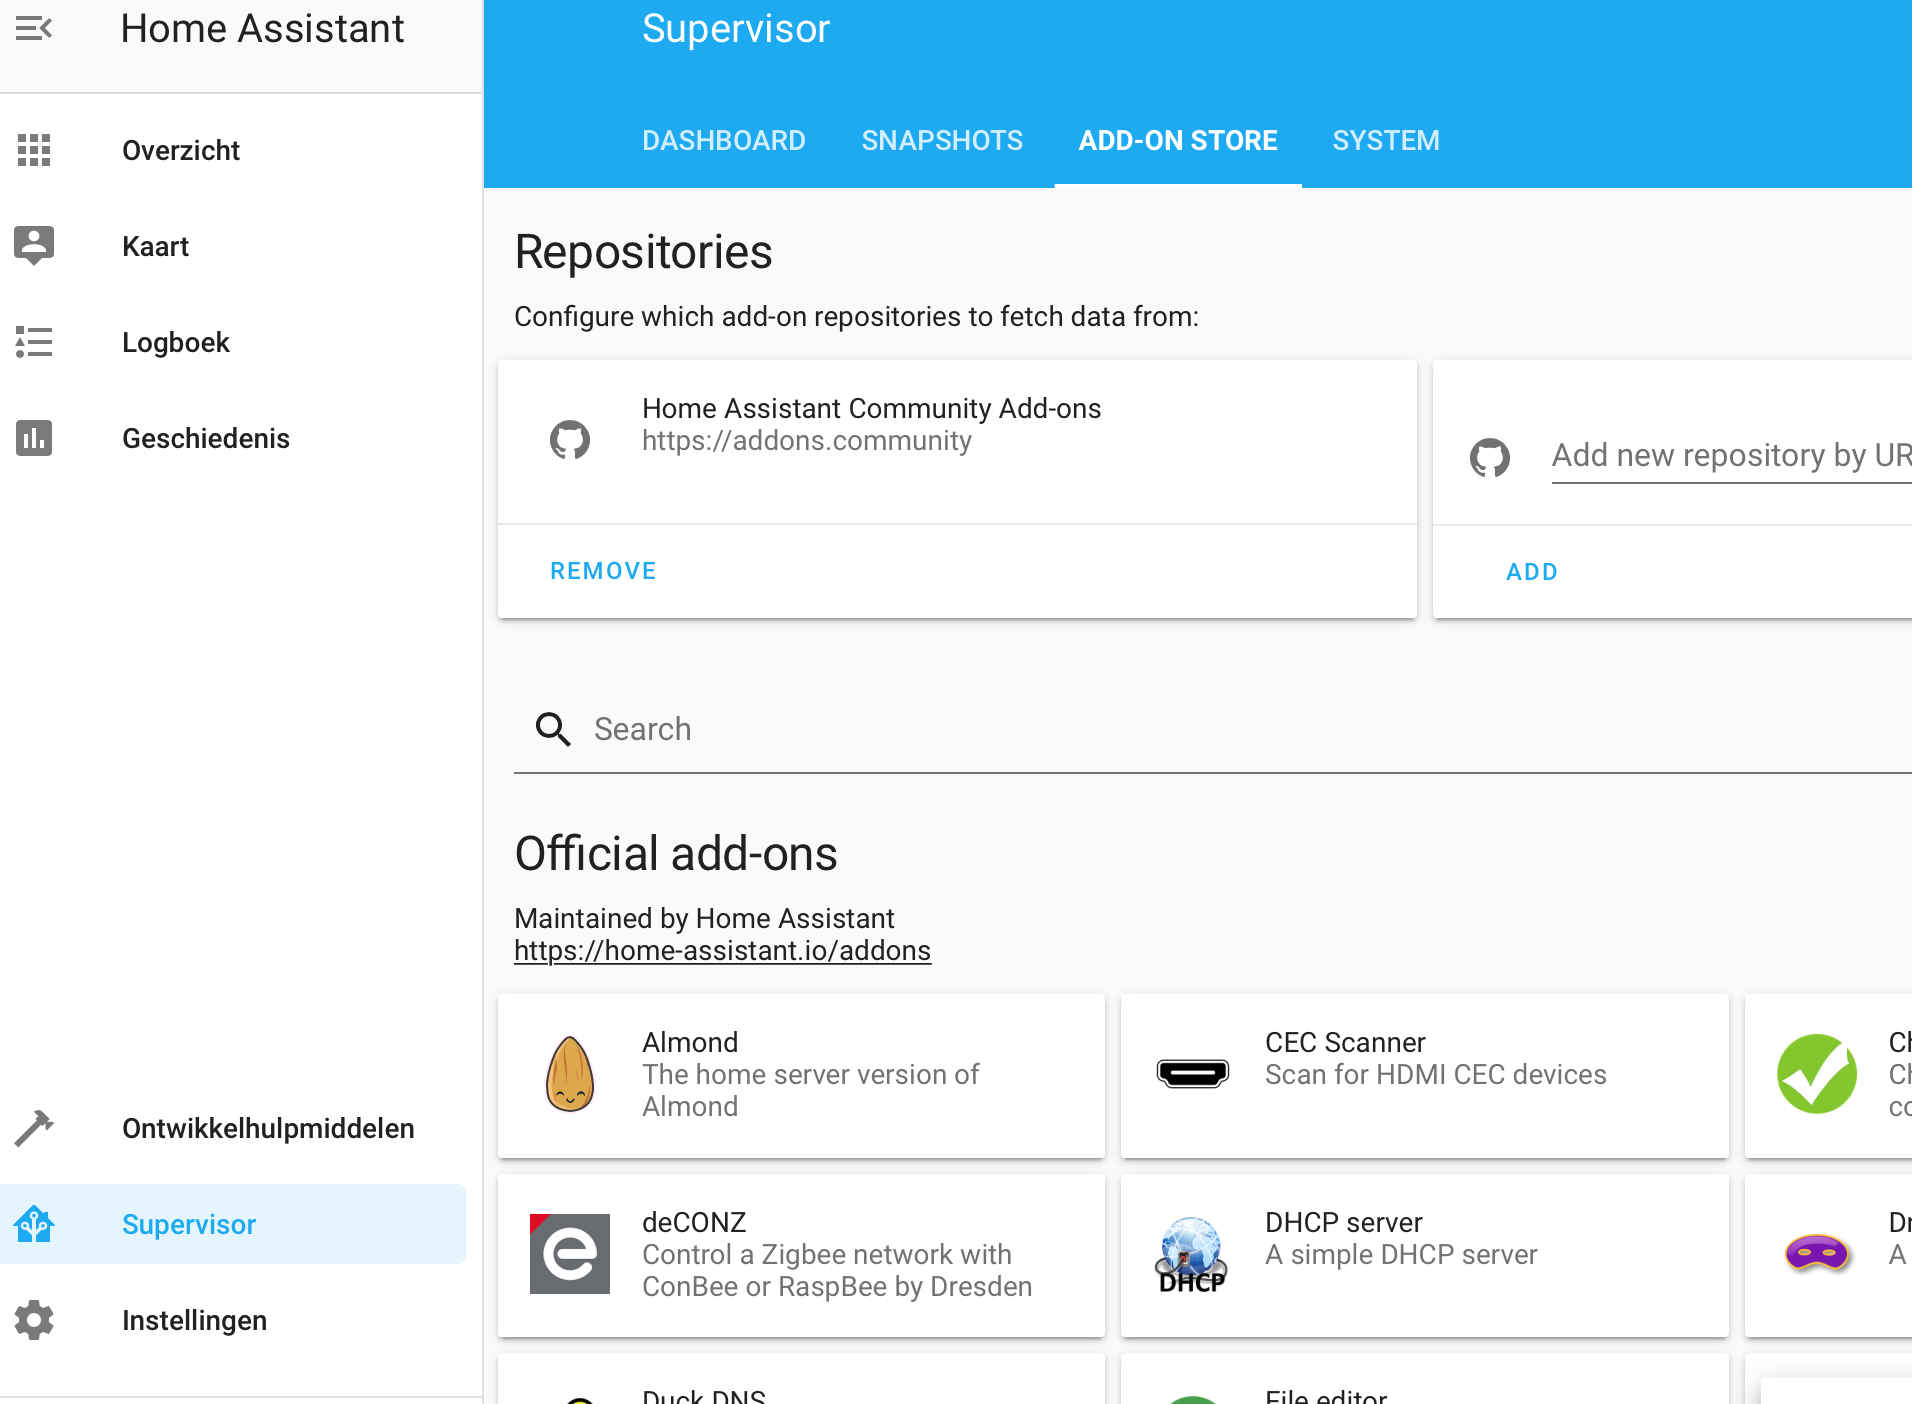 Home Assistant
Overzicht
Kaart
Logboek
Geschiedenis
Ontwikkelhulpmiddelen
Supervisor
Instellingen
Supervisor
DASHBOARD
SNAPSHOTS
ADD-ON STORE
SYSTEM
Repositories
Configure which add-on repositories to fetch data from:
Home Assistant Community Add-ons
https://addons.community
REMOVE
Add new repository by UR
ADD
Search
Official add-ons
Maintained by Home Assistant
https://home-assistant.io/addons
Almond
The home server version of
Almond
CEC Scanner
Scan for HDMI CEC devices
Ch
Ch
co
deCONZ
Control a Zigbee network with
ConBee or RaspBee by Dresden
DHCP
DHCP server
A simple DHCP server
A
Duck DNS
File editor